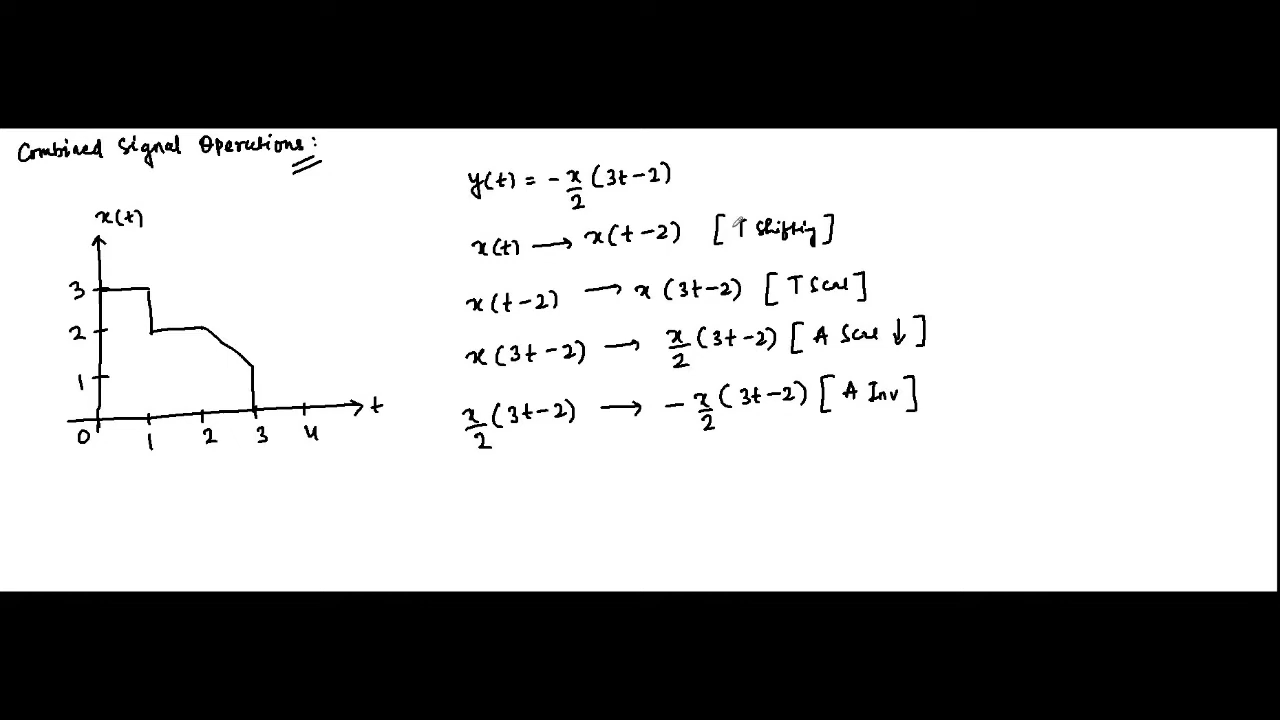 Combined Signal Operations:
x(t)
3
2
1
0 1 2 3 4
t
y(t) = -x/2 (3t-2)
x(t) → x(t-2) [T Shifting]
x(t-2) → x(3t-2) [T Scal]
x(3t-2) → x/2 (3t-2) [A Scal ↓]
x/2 (3t-2) → -x/2 (3t-2) [A Inv]